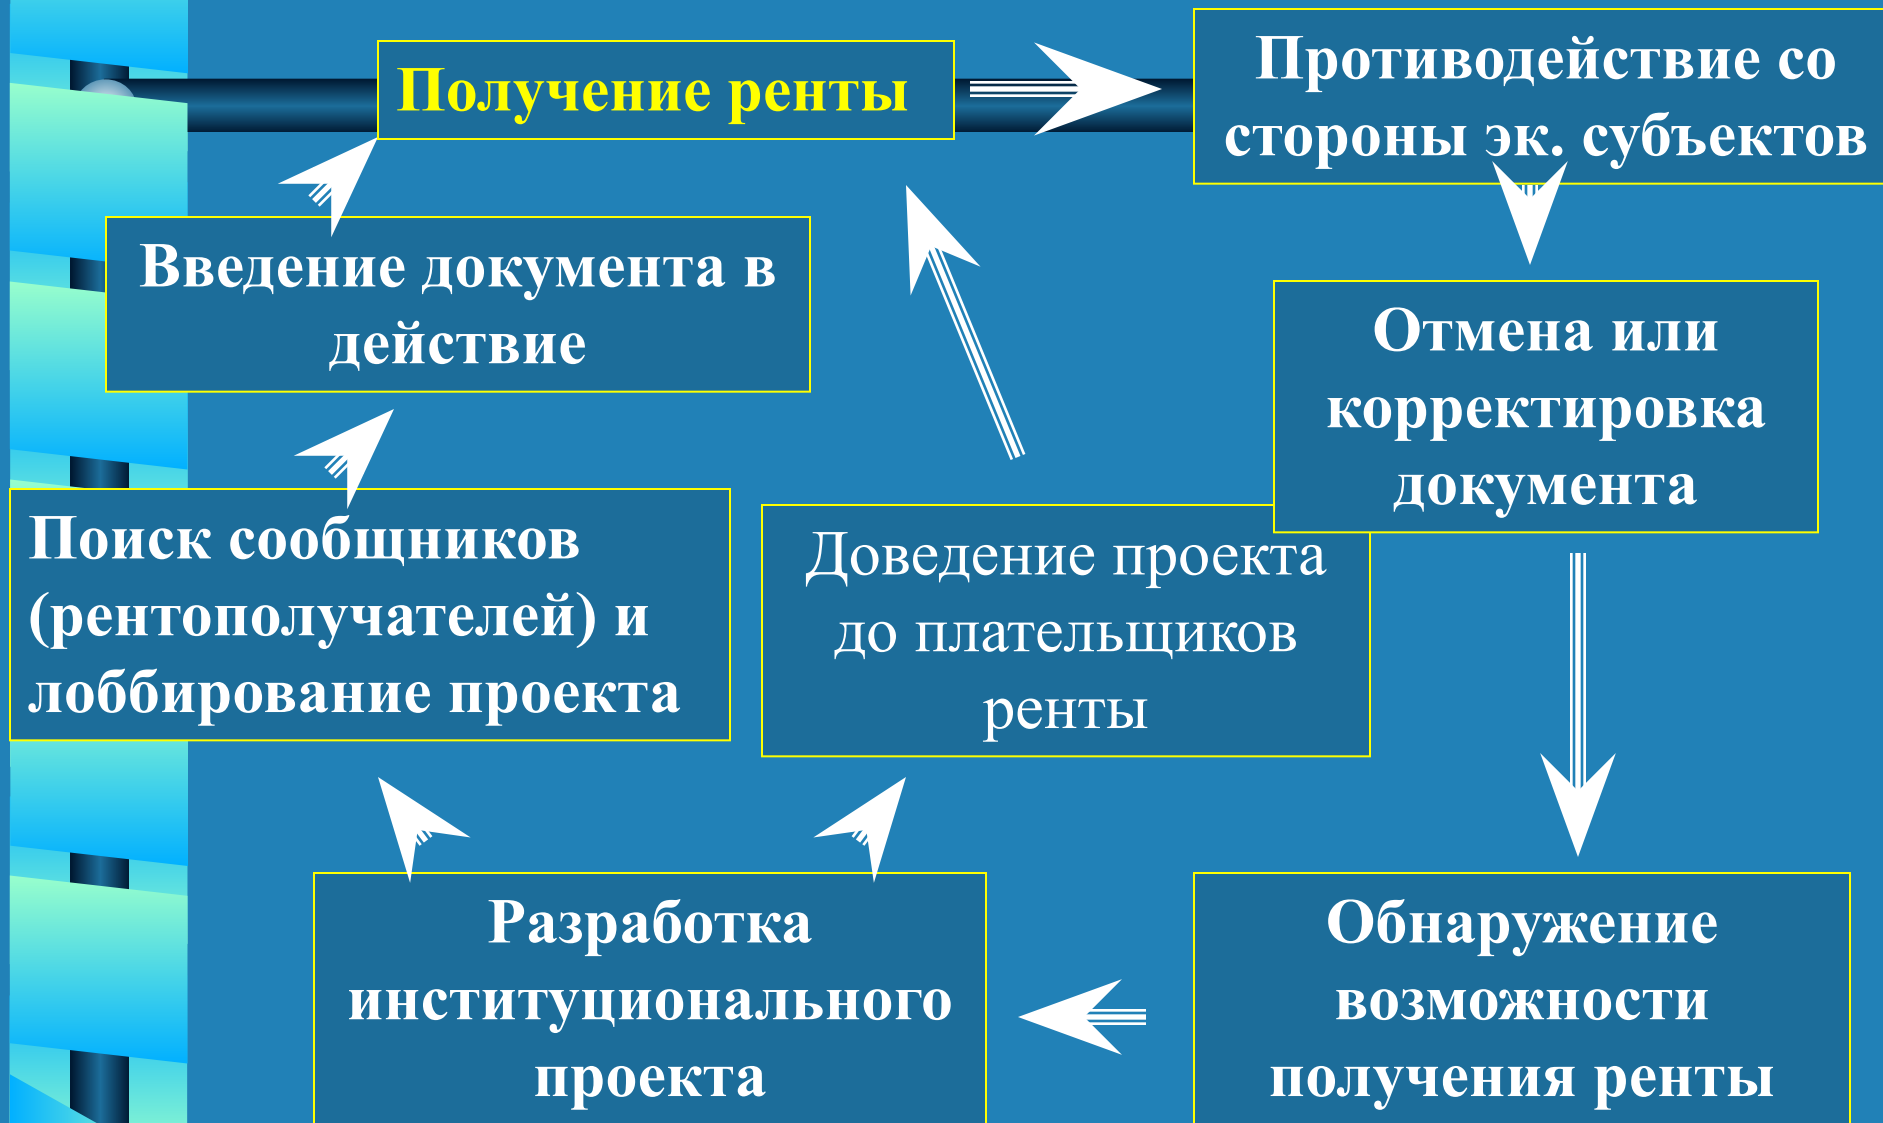 Получение ренты
Противодействие со
стороны эк. субъектов
Введение документа в
действие
Отмена или
корректировка
документа
Поиск сообщников
(рентополучателей) и
лоббирование проекта
Доведение проекта
до плательщиков
ренты
Разработка
институционального
проекта
Обнаружение
возможности
получения ренты